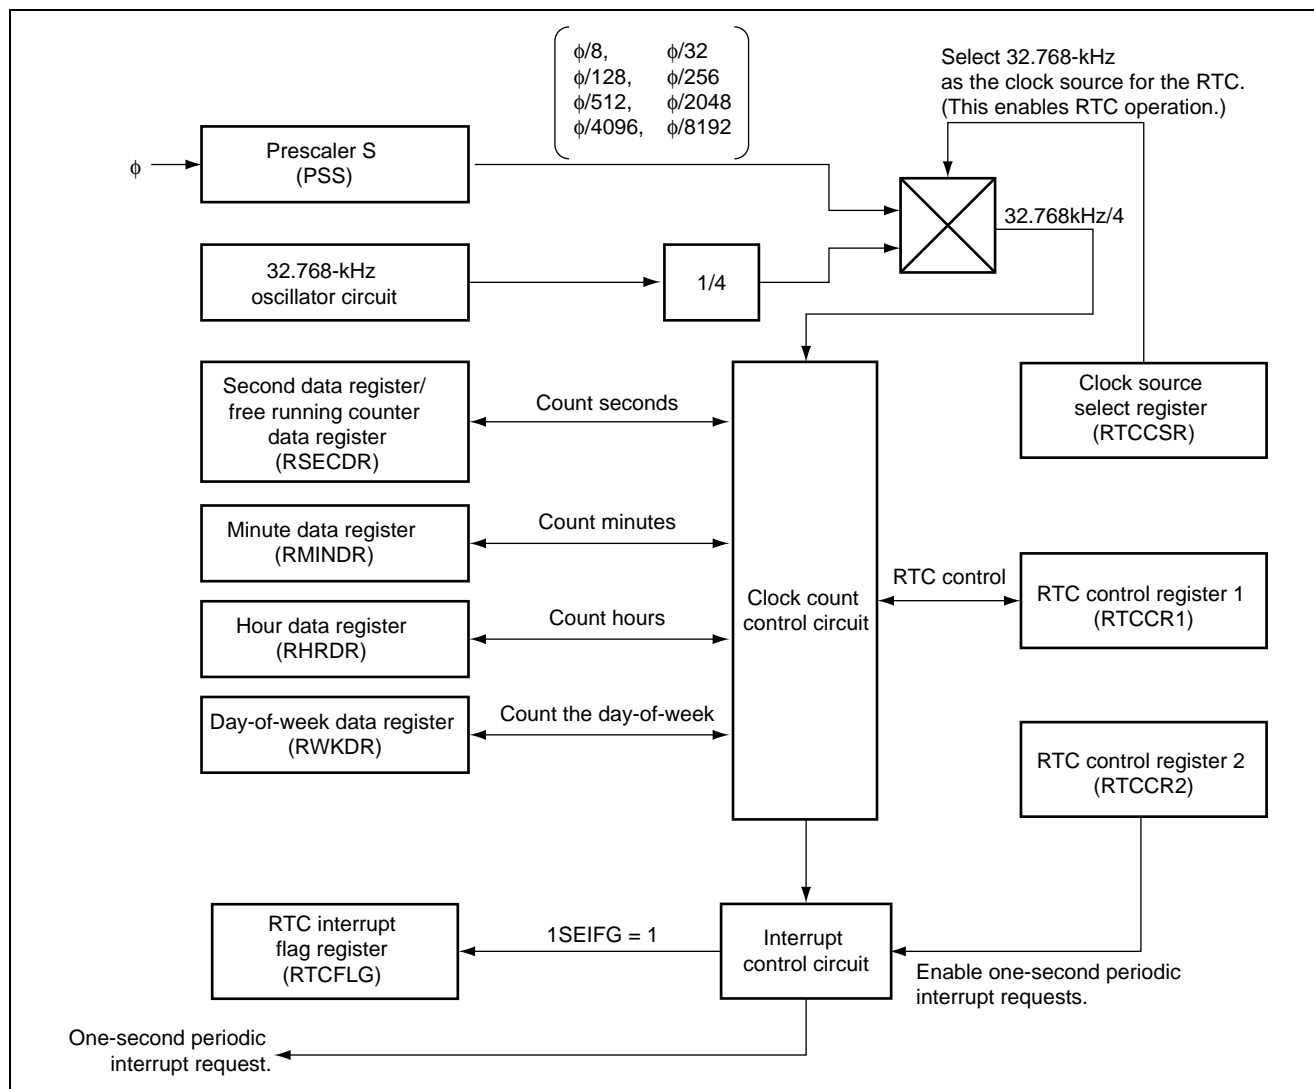 ϕ/8, ϕ/32
ϕ/128, ϕ/256
ϕ/512, ϕ/2048
ϕ/4096, ϕ/8192
Select 32.768-kHz
as the clock source for the RTC.
(This enables RTC operation.)
ϕ
Prescaler S
(PSS)
32.768kHz/4
32.768-kHz
oscillator circuit
1/4
Second data register/
free running counter
data register
(RSECDR)
Count seconds
Clock source
select register
(RTCCSR)
Minute data register
(RMINDR)
Count minutes
Clock count
control circuit
RTC control
RTC control register 1
(RTCCR1)
Hour data register
(RHRDR)
Count hours
Day-of-week data register
(RWKDR)
Count the day-of-week
RTC control register 2
(RTCCR2)
RTC interrupt
flag register
(RTCFLG)
1SEIFG = 1
Interrupt
control circuit
Enable one-second periodic
interrupt requests.
One-second periodic
interrupt request.